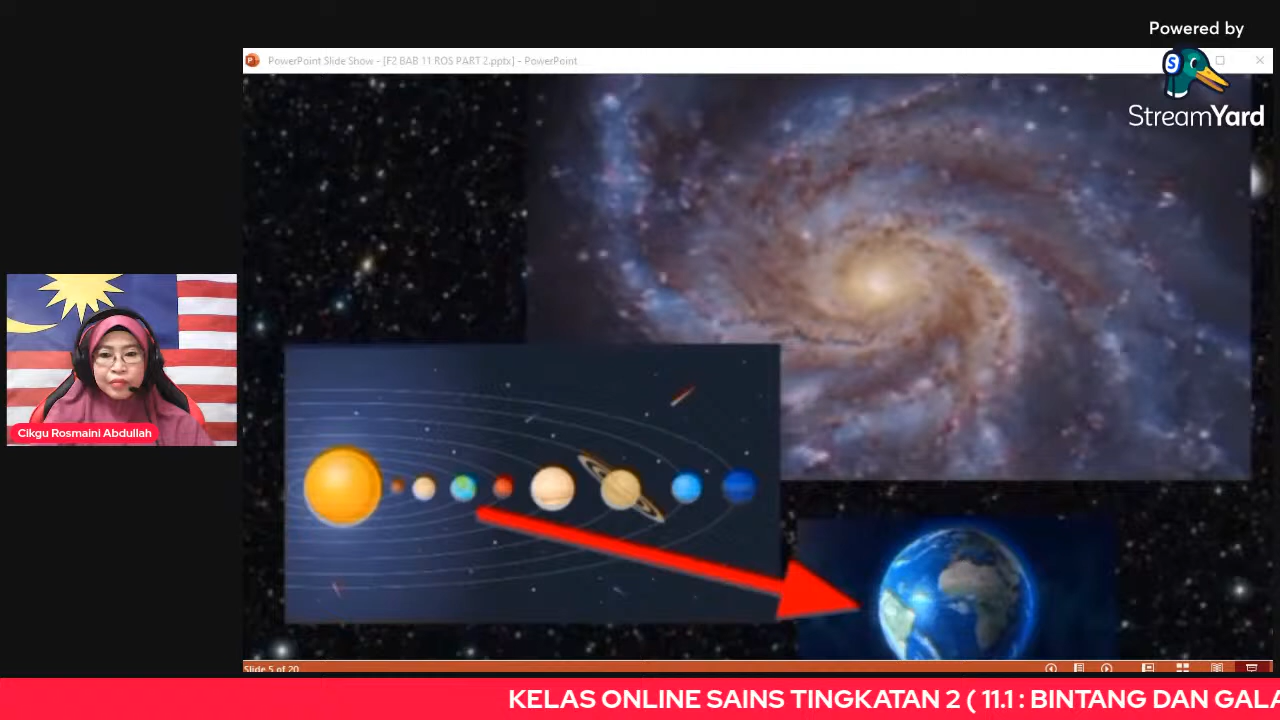 Powered by
StreamYard
PowerPoint Slide Show - [F2 BAB 11 ROS PART 2.pptx] - PowerPoint
Cikgu Rosmaini Abdullah
Slide 5 of 20
KELAS ONLINE SAINS TINGKATAN 2 ( 11.1 : BINTANG DAN GALA